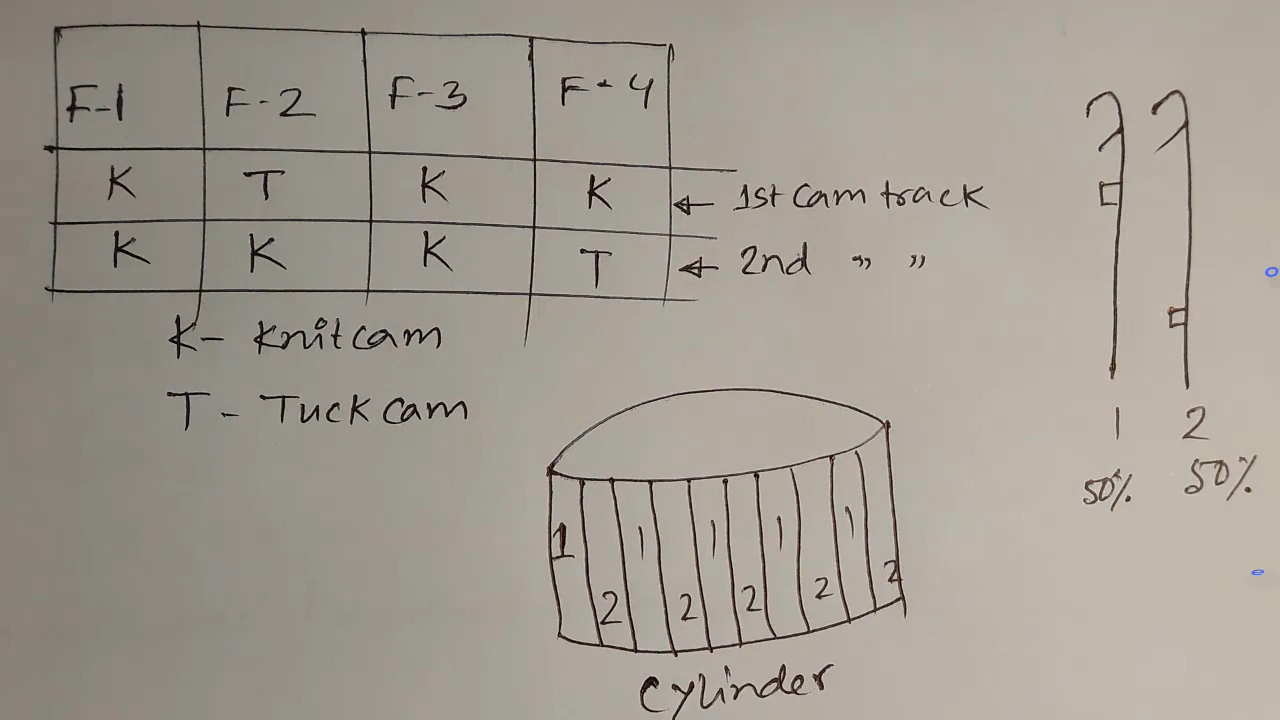 F-1 F-2 F-3 F-4
K T K K ← 1st Cam track
K K K T ← 2nd " "
K- Knit cam
T - Tuck cam
1 2
50% 50%
1 1 1 1 1
2 2 2 2 2
Cylinder